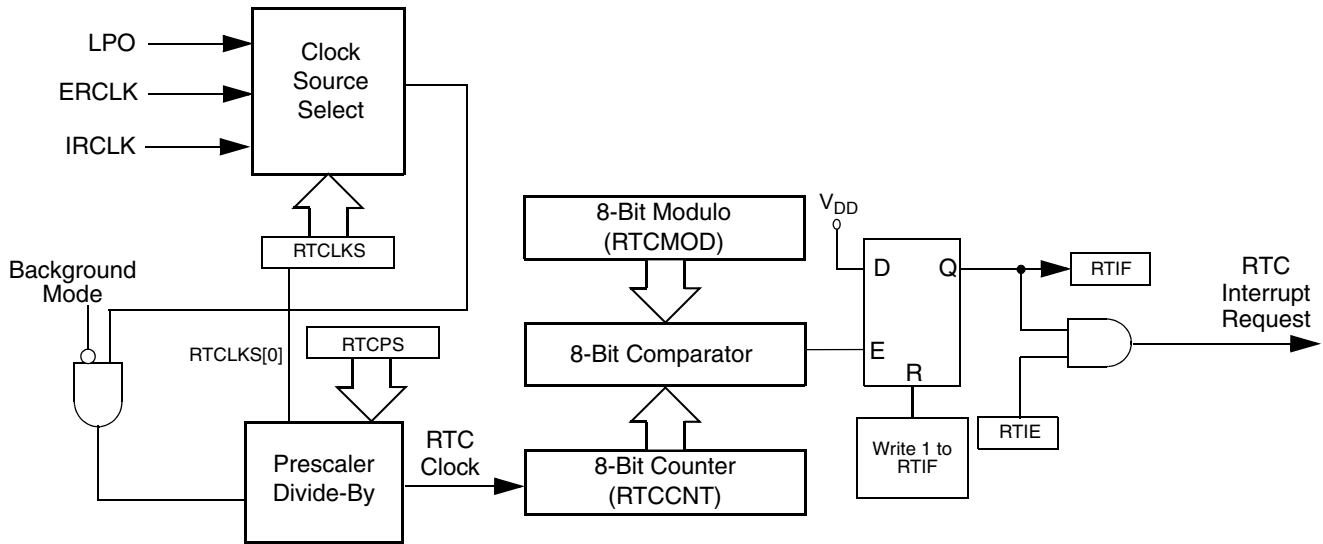 LPO
ERCLK
IRCLK
Clock
Source
Select
RTCLKS
Background
Mode
RTCLKS[0]
RTCPS
Prescaler
Divide-By
RTC
Clock
8-Bit Modulo
(RTCMOD)
8-Bit Comparator
8-Bit Counter
(RTCCNT)
VDD
D
Q
E
R
Write 1 to
RTIF
RTIF
RTIE
RTC
Interrupt
Request